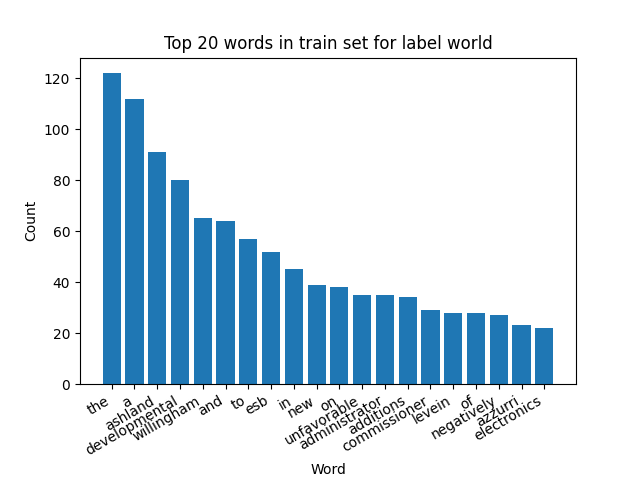 Top 20 words in train set for label world
Count
120
100
80
60
40
20
0
the
a
ashland
developmental
willingham
and
to
esb
in
new
on
unfavorable
administrator
additions
commissioner
levein
of
negatively
azzurri
electronics
Word